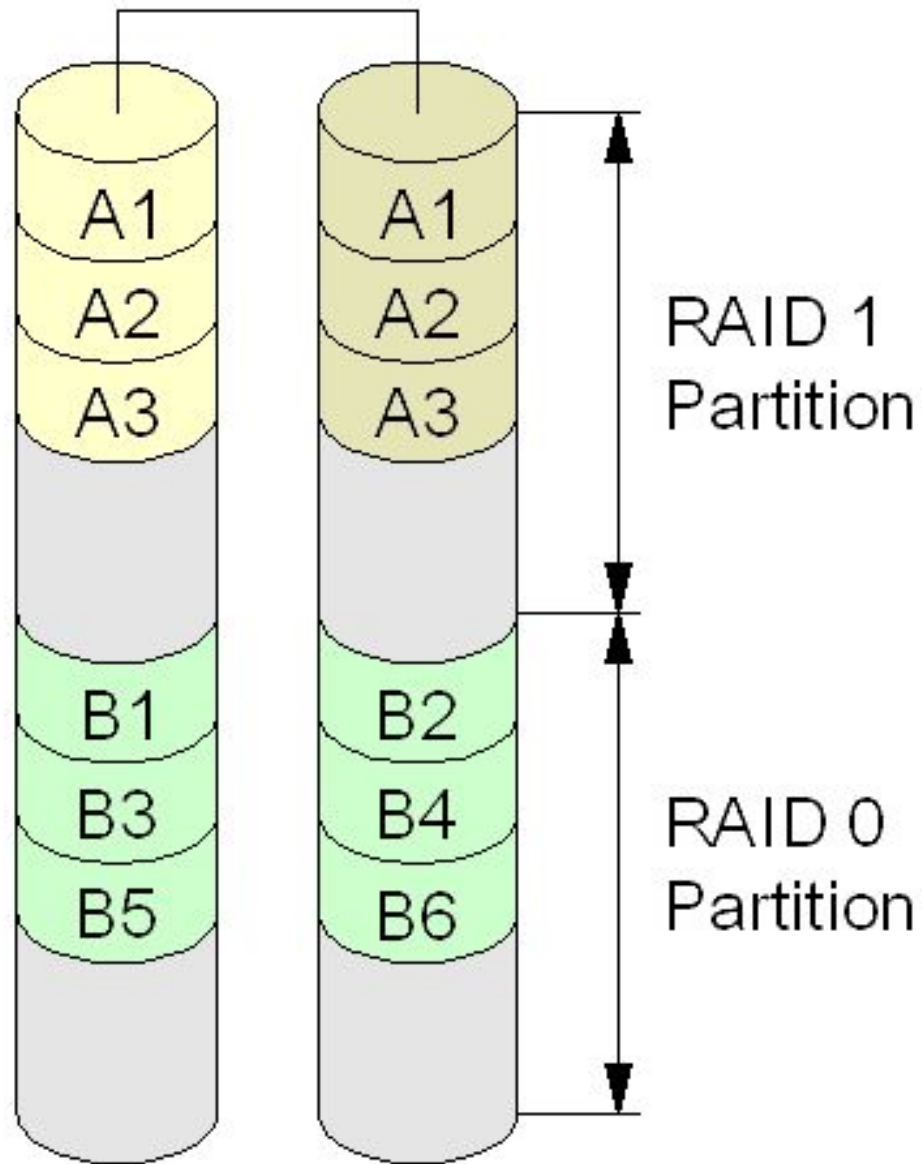 A1 A1
A2 A2
A3 A3
RAID 1
Partition
B1 B2
B3 B4
B5 B6
RAID 0
Partition